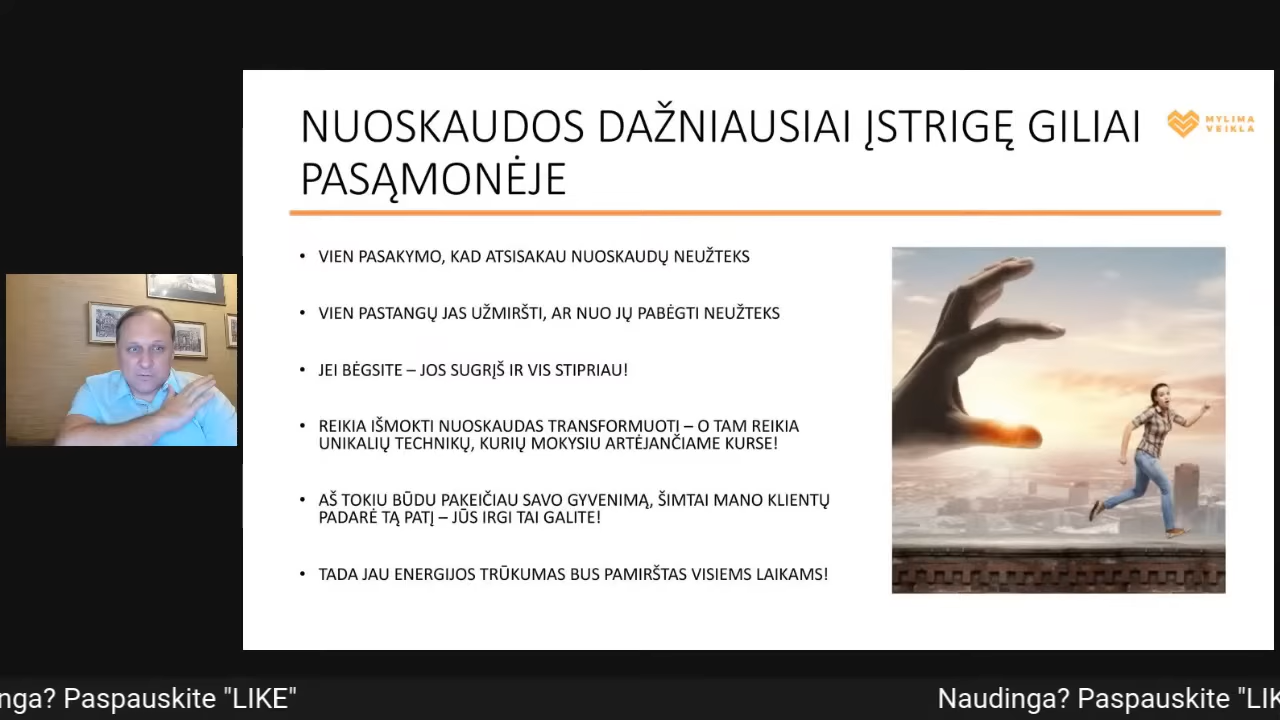 NUOSKAUDOS DAŽNIAUSIAI ĮSTRIGĘ GILIAI
PASĄMONĖJE
MYLIMA
VEIKLA
• VIEN PASAKYMO, KAD ATSISAKAU NUOSKAUDŲ NEUŽTEKS
• VIEN PASTANGŲ JAS UŽMIRŠTI, AR NUO JŲ PABĖGTI NEUŽTEKS
• JEI BĖGSITE – JOS SUGRĮŠ IR VIS STIPRIAU!
• REIKIA IŠMOKTI NUOSKAUDAS TRANSFORMUOTI – O TAM REIKIA
UNIKALIŲ TECHNIKŲ, KURIŲ MOKYSIU ARTĖJANČIAME KURSE!
• AŠ TOKIU BŪDU PAKEIČIAU SAVO GYVENIMĄ, ŠIMTAI MANO KLIENTŲ
PADARĖ TĄ PATĮ – JŪS IRGI TAI GALITE!
• TADA JAU ENERGIJOS TRŪKUMAS BUS PAMIRŠTAS VISIEMS LAIKAMS!
nga? Paspauskite "LIKE"
Naudinga? Paspauskite "LIK